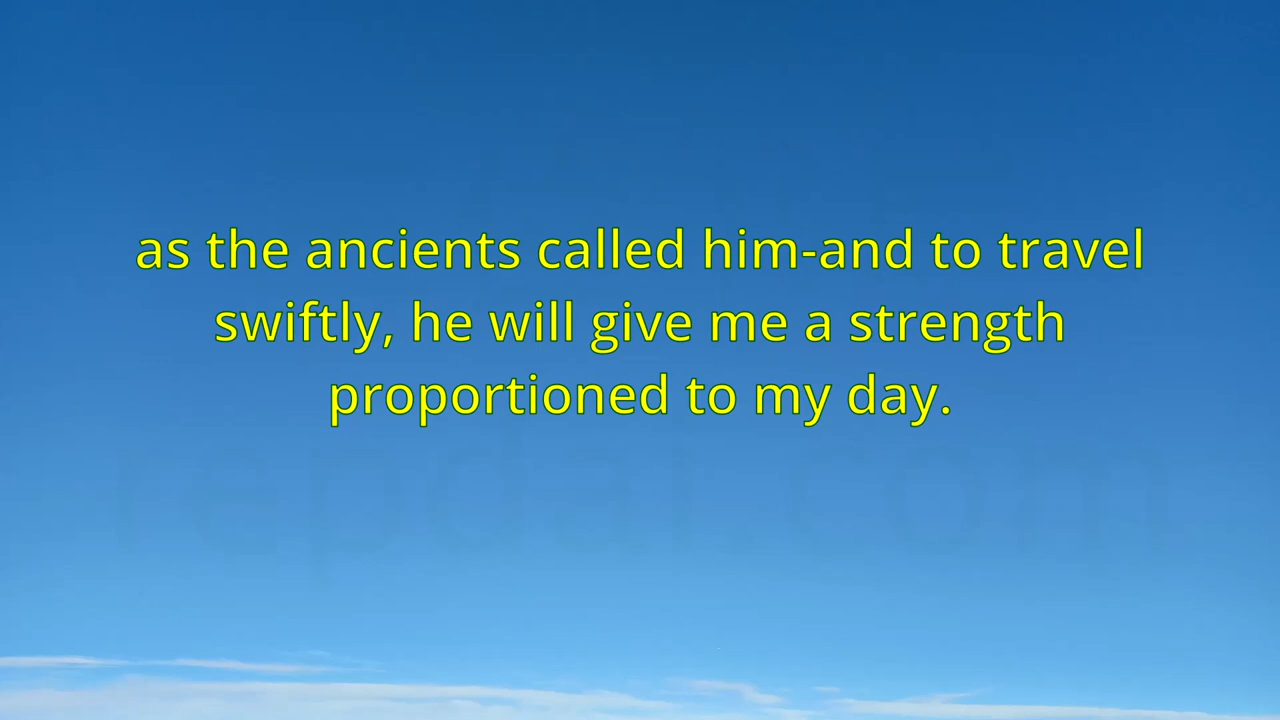 as the ancients called him-and to travel
swiftly, he will give me a strength
proportioned to my day.